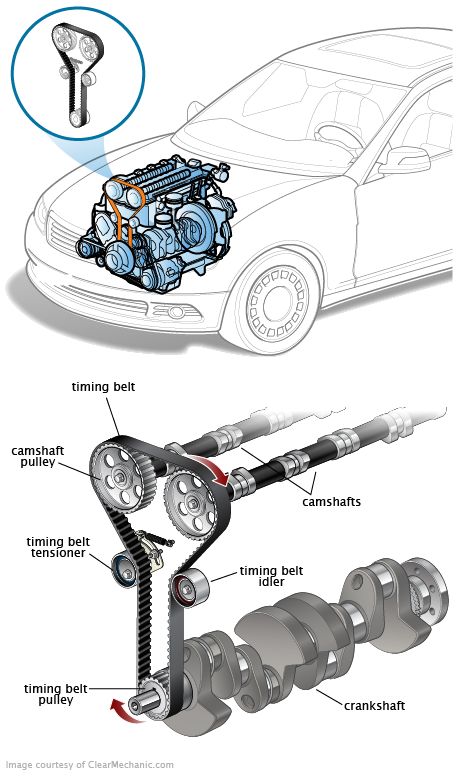 timing belt
camshaft
pulley
camshafts
timing belt
tensioner
timing belt
idler
timing belt
pulley
crankshaft
Image courtesy of ClearMechanic.com